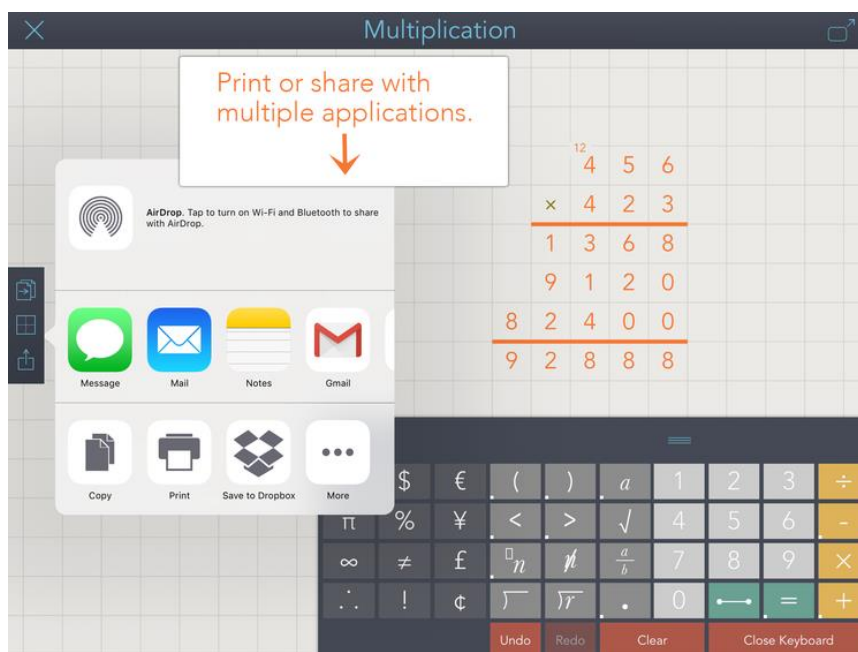 Multiplication
Print or share with
multiple applications.
AirDrop. Tap to turn on Wi-Fi and Bluetooth to share
with AirDrop.
Message Mail Notes Gmail
Copy Print Save to Dropbox More
12
4 5 6
× 4 2 3
1 3 6 8
9 1 2 0
8 2 4 0 0
9 2 8 8 8
$ € ( ) a 1 2 3 ÷
π % ¥ < > √ 4 5 6 -
∞ ≠ £ n n a/b 7 8 9 ×
∴ ! ¢ r . 0 = +
Undo Redo Clear Close Keyboard